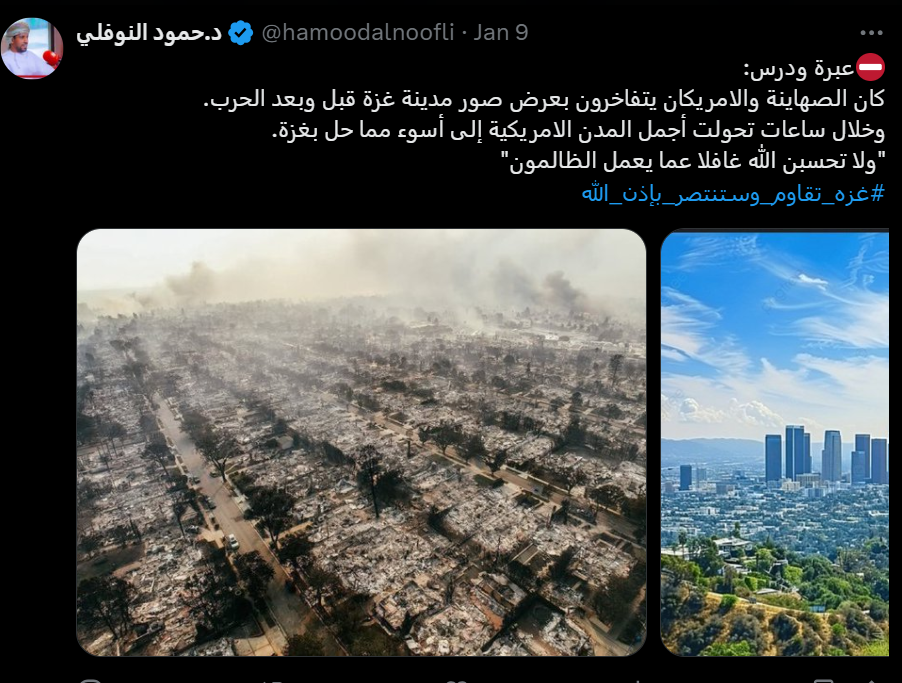 د.حمود النوفلي @hamoodalnoofli · Jan 9
عبرة ودرس:
كان الصهاينة والامريكان يتفاخرون بعرض صور مدينة غزة قبل وبعد الحرب.
وخلال ساعات تحولت أجمل المدن الامريكية إلى أسوء مما حل بغزة.
"ولا تحسبن الله غافلا عما يعمل الظالمون"
#غزه_تقاوم_وستنتصر_بإذن_الله